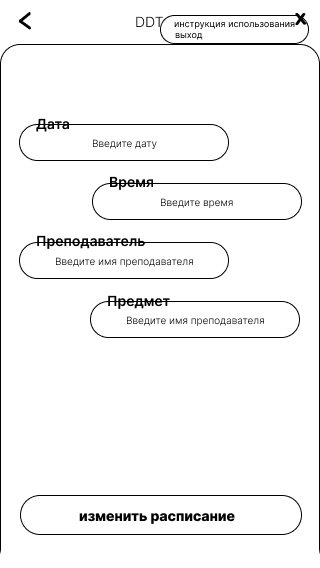 DDT
инструкция использования x
выход
Дата
Введите дату
Время
Введите время
Преподаватель
Введите имя преподавателя
Предмет
Введите имя преподавателя
изменить расписание